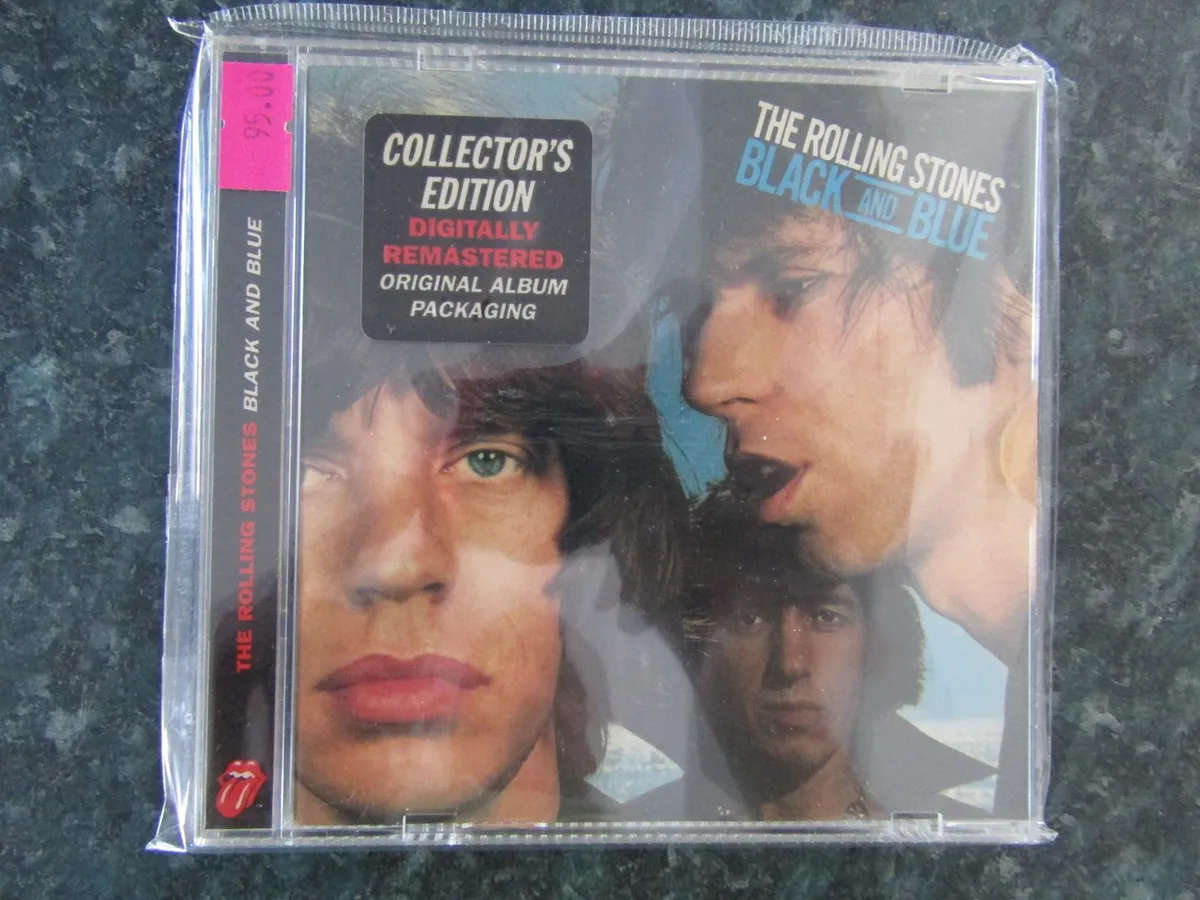 95.00
THE ROLLING STONES BLACK AND BLUE
COLLECTOR'S
EDITION
DIGITALLY
REMASTERED
ORIGINAL ALBUM
PACKAGING
THE ROLLING STONES
BLACK AND BLUE